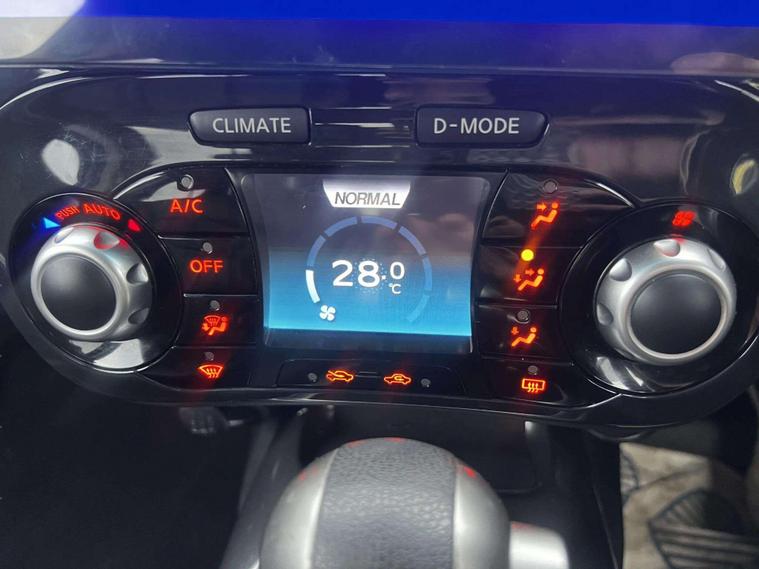 CLIMATE
D-MODE
PUSH AUTO
A/C
NORMAL
OFF
28.0
°C